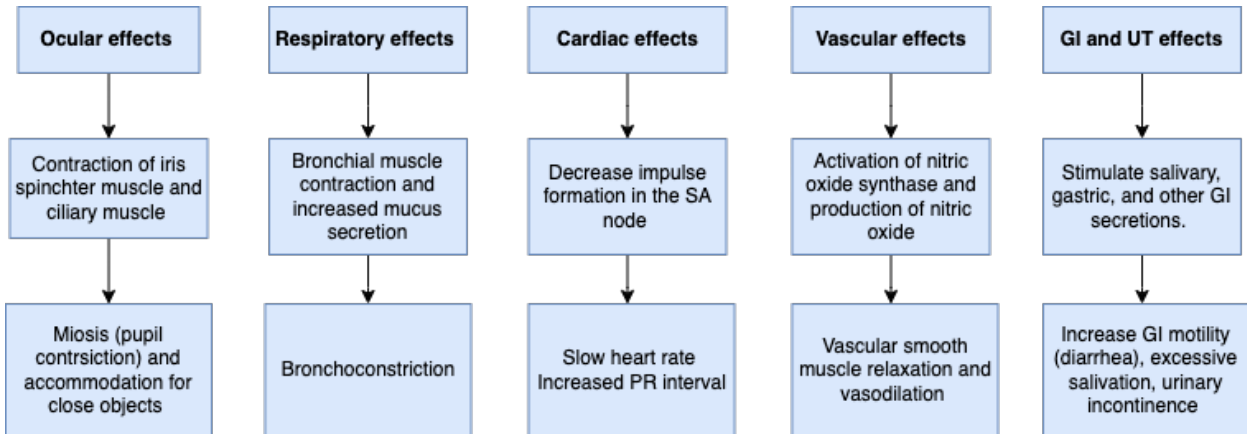 Ocular effects
Respiratory effects
Cardiac effects
Vascular effects
GI and UT effects
Contraction of iris
spinchter muscle and
ciliary muscle
Bronchial muscle
contraction and
increased mucus
secretion
Decrease impulse
formation in the SA
node
Activation of nitric
oxide synthase and
production of nitric
oxide
Stimulate salivary,
gastric, and other GI
secretions.
Miosis (pupil
contrsiction) and
accommodation for
close objects
Bronchoconstriction
Slow heart rate
Increased PR interval
Vascular smooth
muscle relaxation and
vasodilation
Increase GI motility
(diarrhea), excessive
salivation, urinary
incontinence